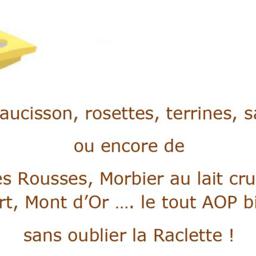 aucisson, rosettes, terrines, sa
ou encore de
es Rousses, Morbier au lait cru
rt, Mont d’Or .... le tout AOP bi
sans oublier la Raclette !